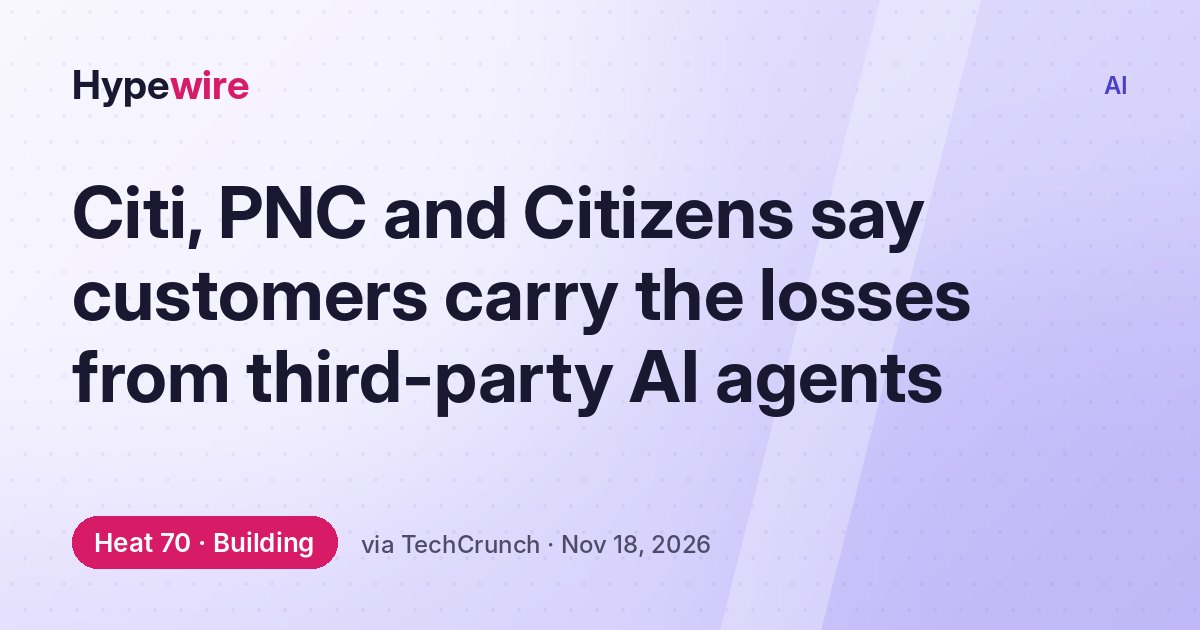 Hypewire
AI
Citi, PNC and Citizens say
customers carry the losses
from third-party AI agents
Heat 70 · Building
via TechCrunch · Nov 18, 2026